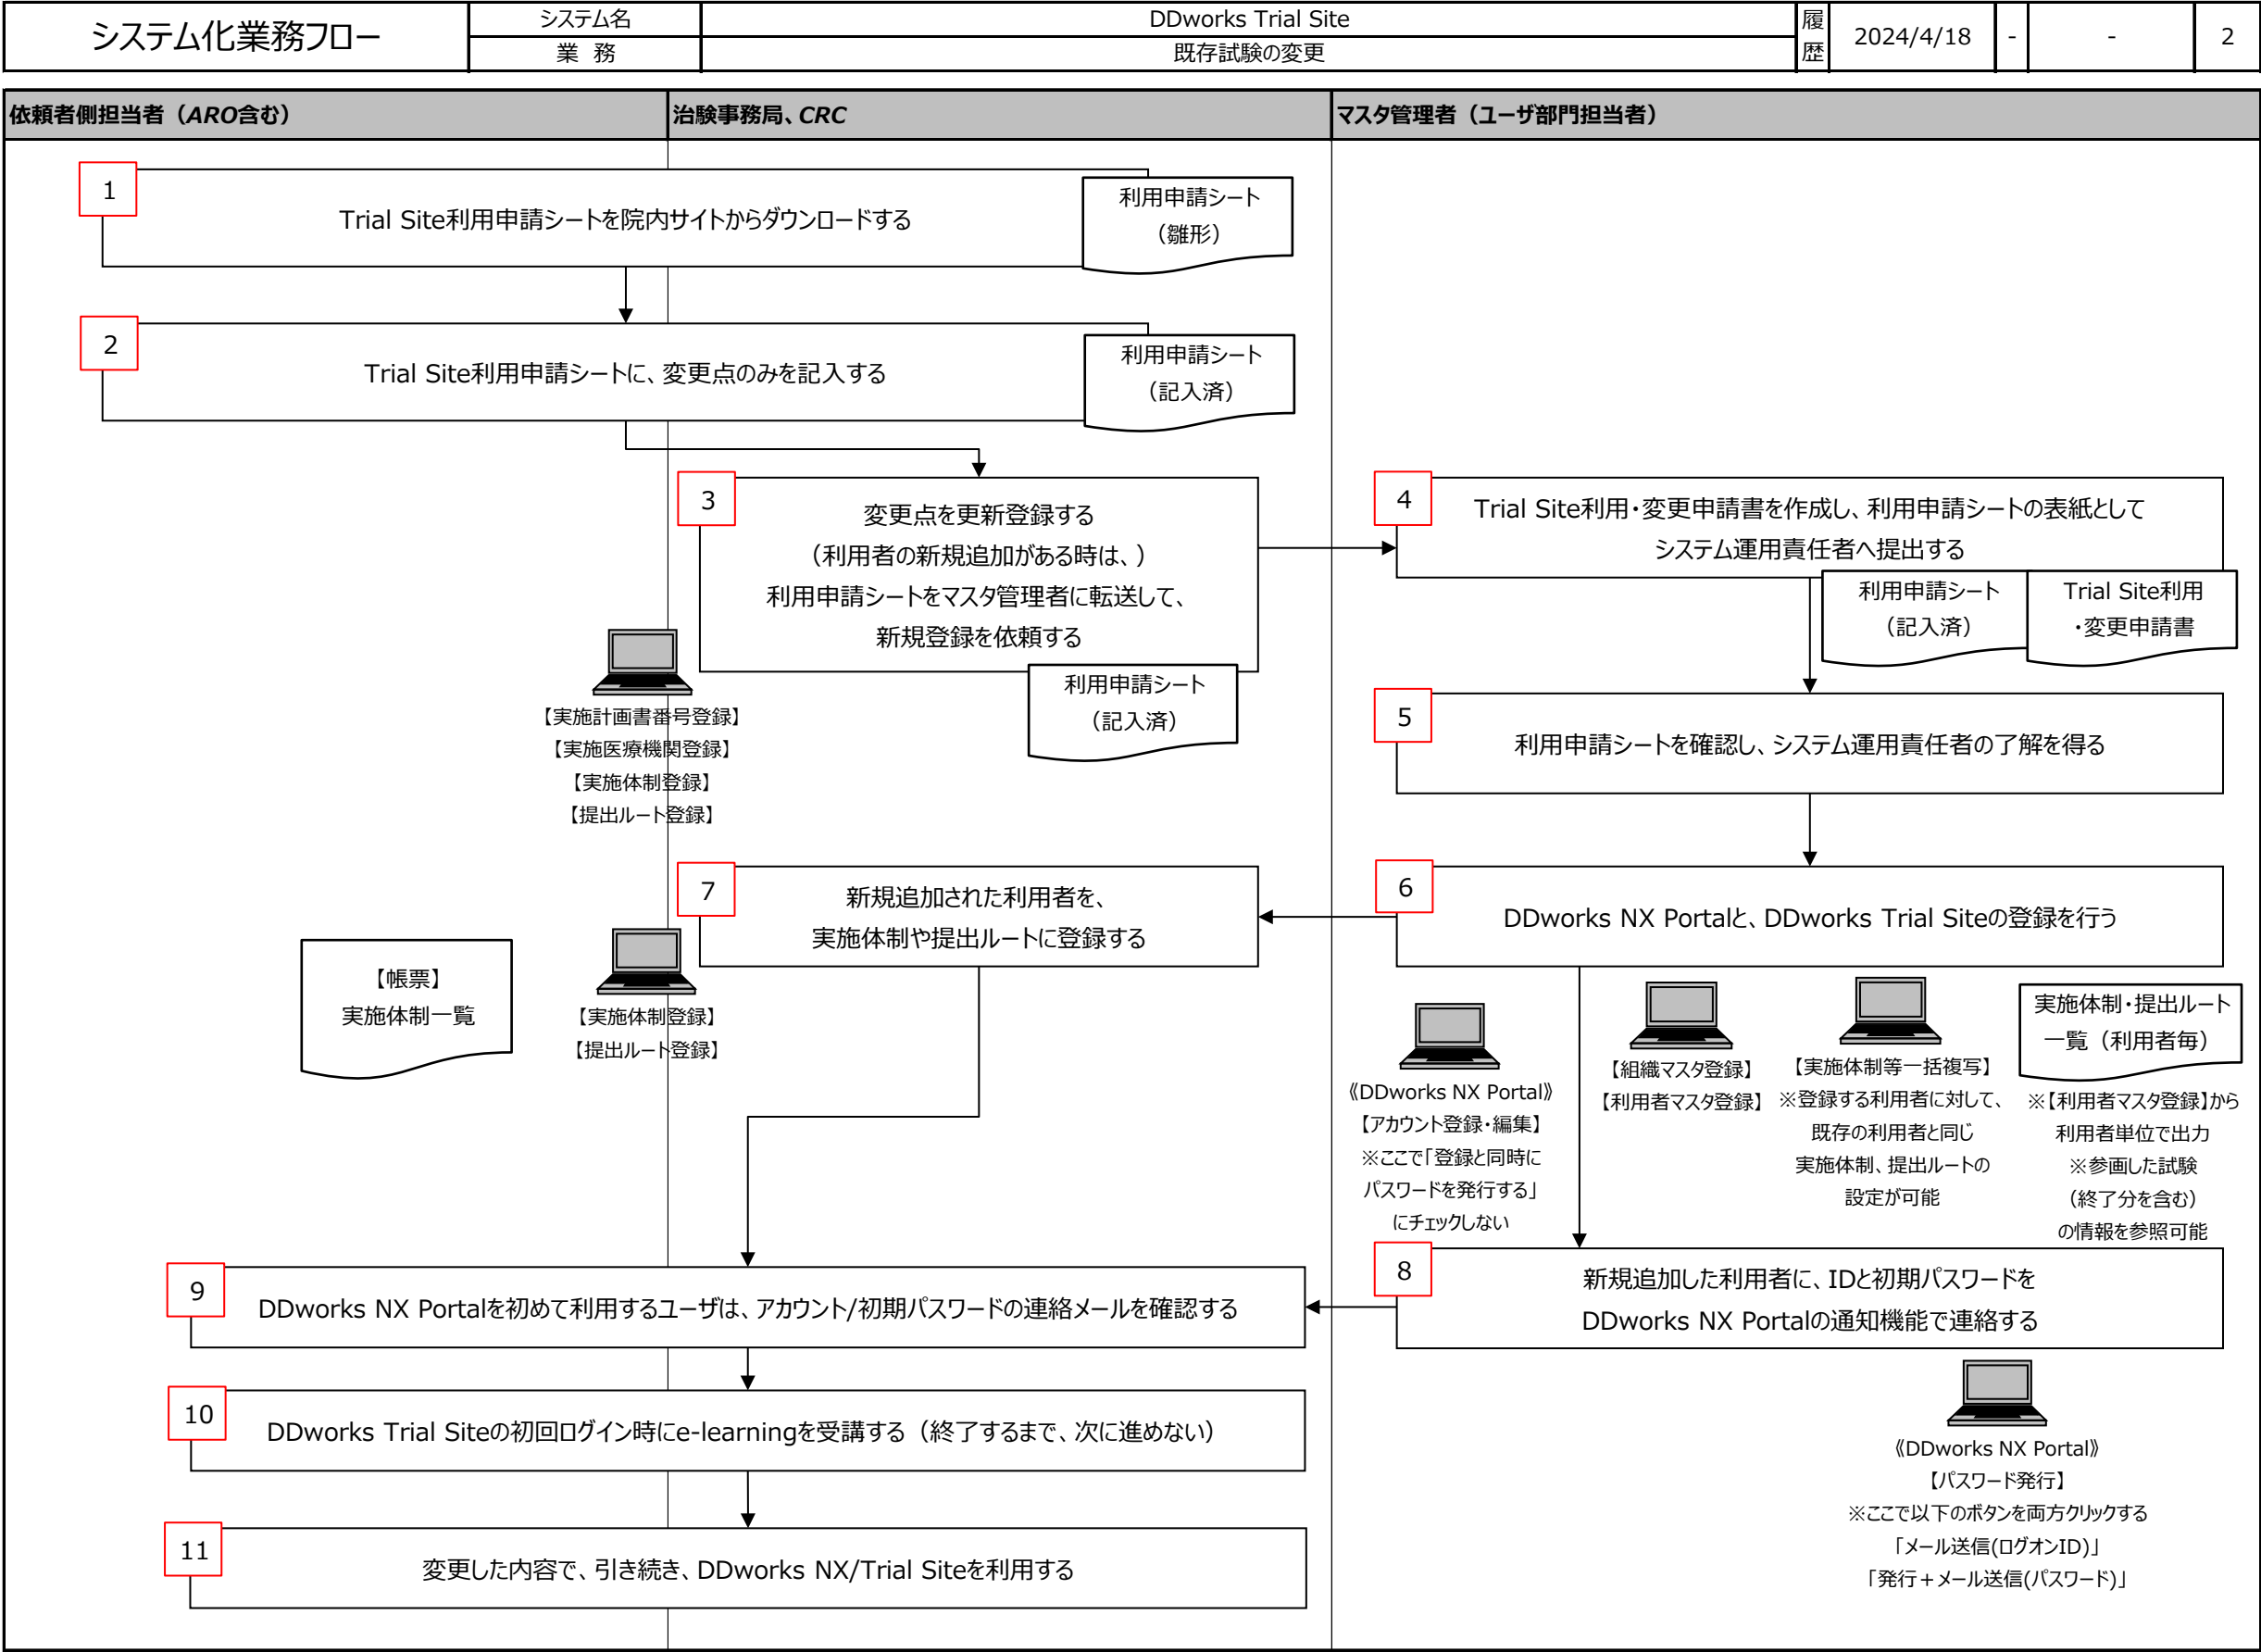 システム化業務フロー
システム名
DDworks Trial Site
業 務
既存試験の変更
履歴
2024/4/18
-
-
2
依頼者側担当者（ARO含む）
治験事務局、CRC
マスタ管理者（ユーザ部門担当者）
1
Trial Site利用申請シートを院内サイトからダウンロードする
利用申請シート
（雛形）
2
Trial Site利用申請シートに、変更点のみを記入する
利用申請シート
（記入済）
3
変更点を更新登録する
（利用者の新規追加がある時は、）
利用申請シートをマスタ管理者に転送して、
新規登録を依頼する
利用申請シート
（記入済）
【実施計画書番号登録】
【実施医療機関登録】
【実施体制登録】
【提出ルート登録】
4
Trial Site利用・変更申請書を作成し、利用申請シートの表紙として
システム運用責任者へ提出する
利用申請シート
（記入済）
Trial Site利用
・変更申請書
5
利用申請シートを確認し、システム運用責任者の了解を得る
6
DDworks NX Portalと、DDworks Trial Siteの登録を行う
7
新規追加された利用者を、
実施体制や提出ルートに登録する
【帳票】
実施体制一覧
【実施体制登録】
【提出ルート登録】
《DDworks NX Portal》
【アカウント登録・編集】
※ここで「登録と同時に
パスワードを発行する」
にチェックしない
【組織マスタ登録】
【利用者マスタ登録】
【実施体制等一括複写】
※登録する利用者に対して、
既存の利用者と同じ
実施体制、提出ルートの
設定が可能
実施体制・提出ルート
一覧（利用者毎）
※【利用者マスタ登録】から
利用者単位で出力
※参画した試験
（終了分を含む）
の情報を参照可能
8
新規追加した利用者に、IDと初期パスワードを
DDworks NX Portalの通知機能で連絡する
《DDworks NX Portal》
【パスワード発行】
※ここで以下のボタンを両方クリックする
「メール送信(ログオンID)」
「発行＋メール送信(パスワード)」
9
DDworks NX Portalを初めて利用するユーザは、アカウント/初期パスワードの連絡メールを確認する
10
DDworks Trial Siteの初回ログイン時にe-learningを受講する（終了するまで、次に進めない）
11
変更した内容で、引き続き、DDworks NX/Trial Siteを利用する